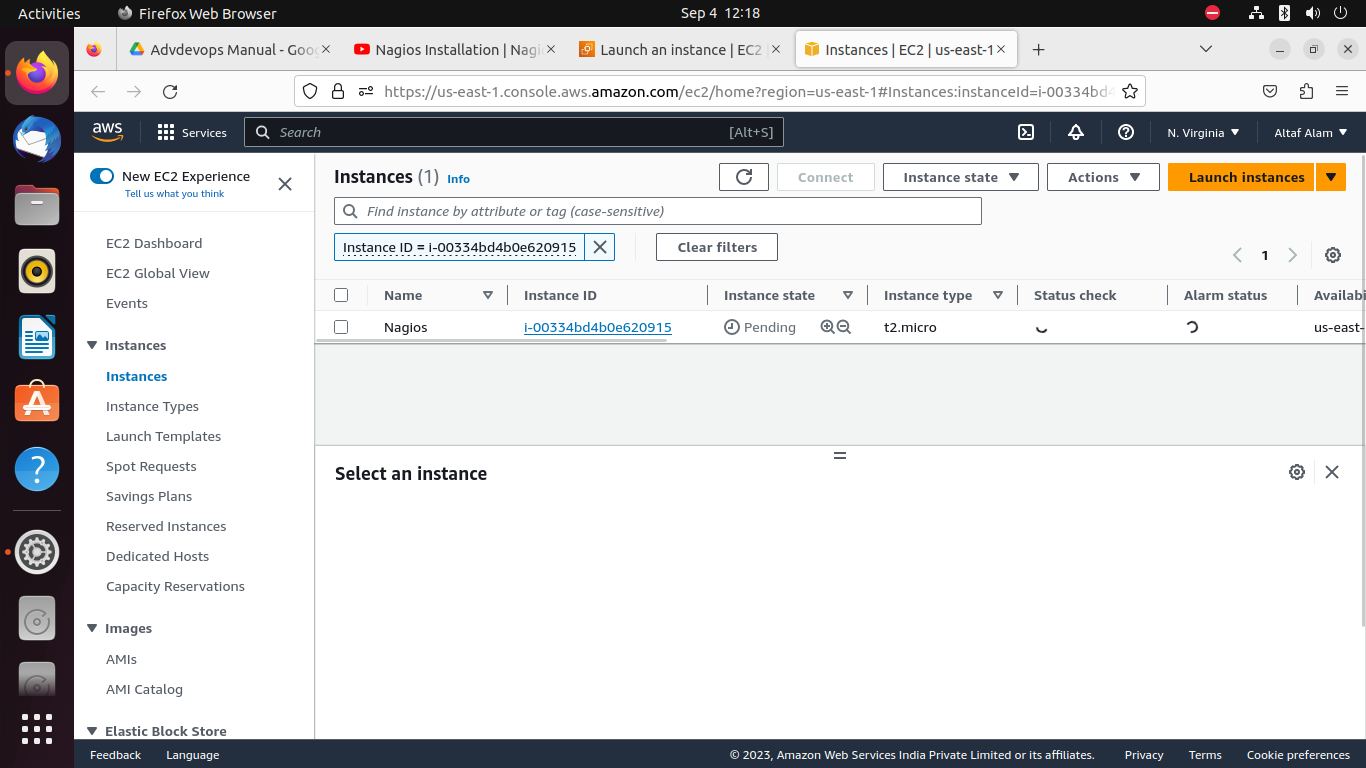 Activities Firefox Web Browser Sep 4 12:18
Advdevops Manual - Goo Nagios Installation | Nagi Launch an instance | EC2 | Instances | EC2 | us-east-1
https://us-east-1.console.aws.amazon.com/ec2/home?region=us-east-1#Instances:instanceId=i-00334bd4
aws Services Search [Alt+S] N. Virginia Altaf Alam
New EC2 Experience
Tell us what you think
EC2 Dashboard
EC2 Global View
Events
Instances
Instances
Instance Types
Launch Templates
Spot Requests
Savings Plans
Reserved Instances
Dedicated Hosts
Capacity Reservations
Images
AMIs
AMI Catalog
Elastic Block Store
Instances (1) Info Connect Instance state Actions Launch instances
Find instance by attribute or tag (case-sensitive)
Instance ID = i-00334bd4b0e620915 Clear filters 1
Name Instance ID Instance state Instance type Status check Alarm status Availabi
Nagios i-00334bd4b0e620915 Pending t2.micro us-east-
Select an instance
Feedback Language © 2023, Amazon Web Services India Private Limited or its affiliates. Privacy Terms Cookie preferences